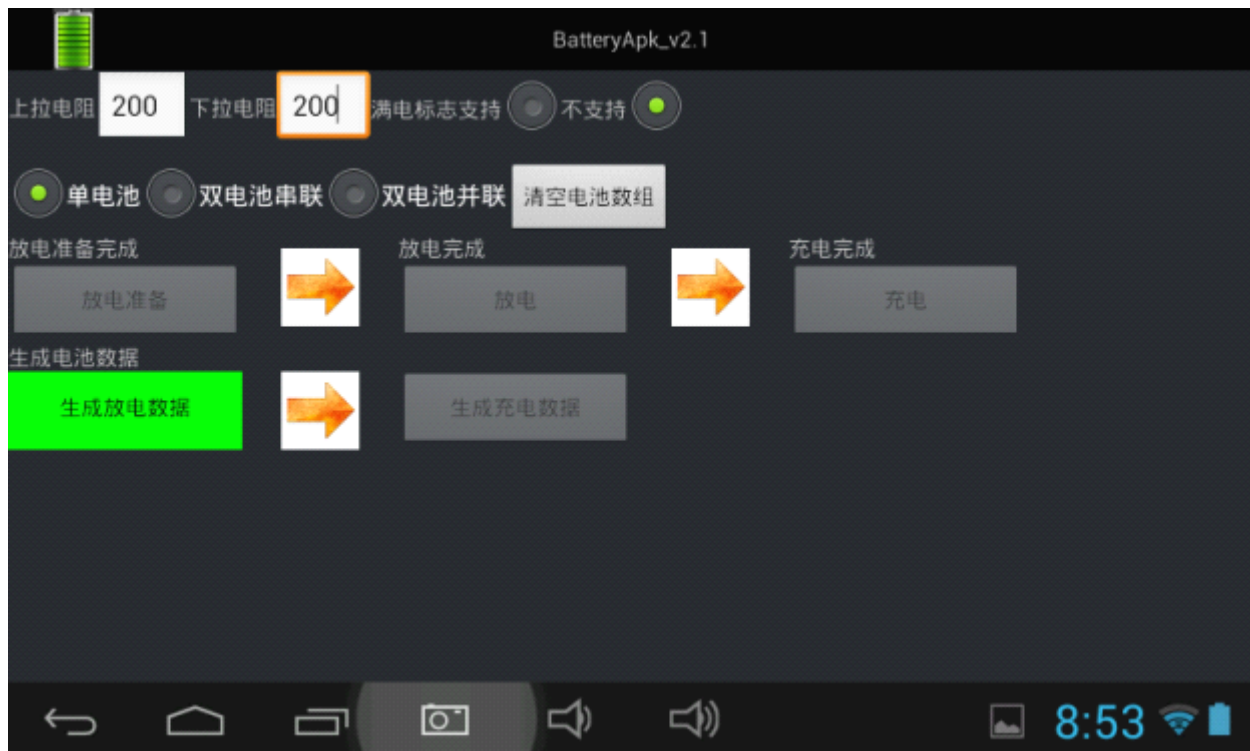 BatteryApk_v2.1
上拉电阻 200 下拉电阻 200 满电标志支持 不支持
单电池 双电池串联 双电池并联 清空电池数组
放电准备完成 放电完成 充电完成
放电准备 放电 充电
生成电池数据
生成放电数据 生成充电数据
8:53